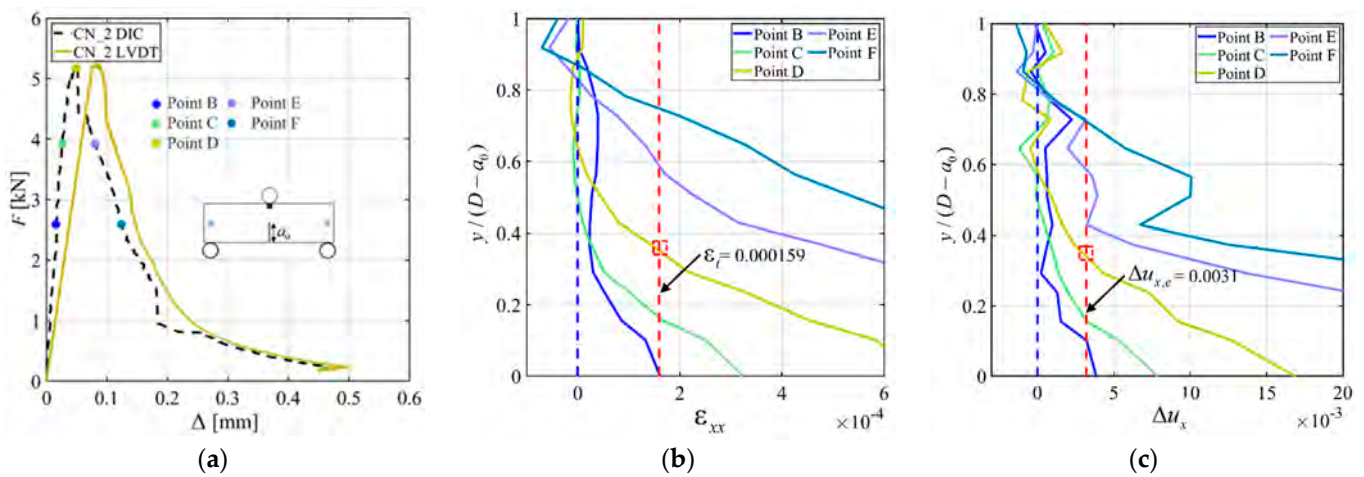 CN_2 DIC
CN_2 LVDT
Point B
Point E
Point C
Point F
Point D
a₀
F [kN]
6
5
4
3
2
1
0
0
0.1
0.2
0.3
0.4
0.5
0.6
Δ [mm]
(a)
Point B
Point E
Point C
Point F
Point D
y / (D − a₀)
1
0.8
0.6
0.4
0.2
0
εₜ = 0.000159
0
2
4
6
×10⁻⁴
εₓₓ
(b)
Point B
Point E
Point C
Point F
Point D
y / (D − a₀)
1
0.8
0.6
0.4
0.2
0
Δuₓ,ₑ = 0.0031
0
5
10
15
20
×10⁻³
Δuₓ
(c)